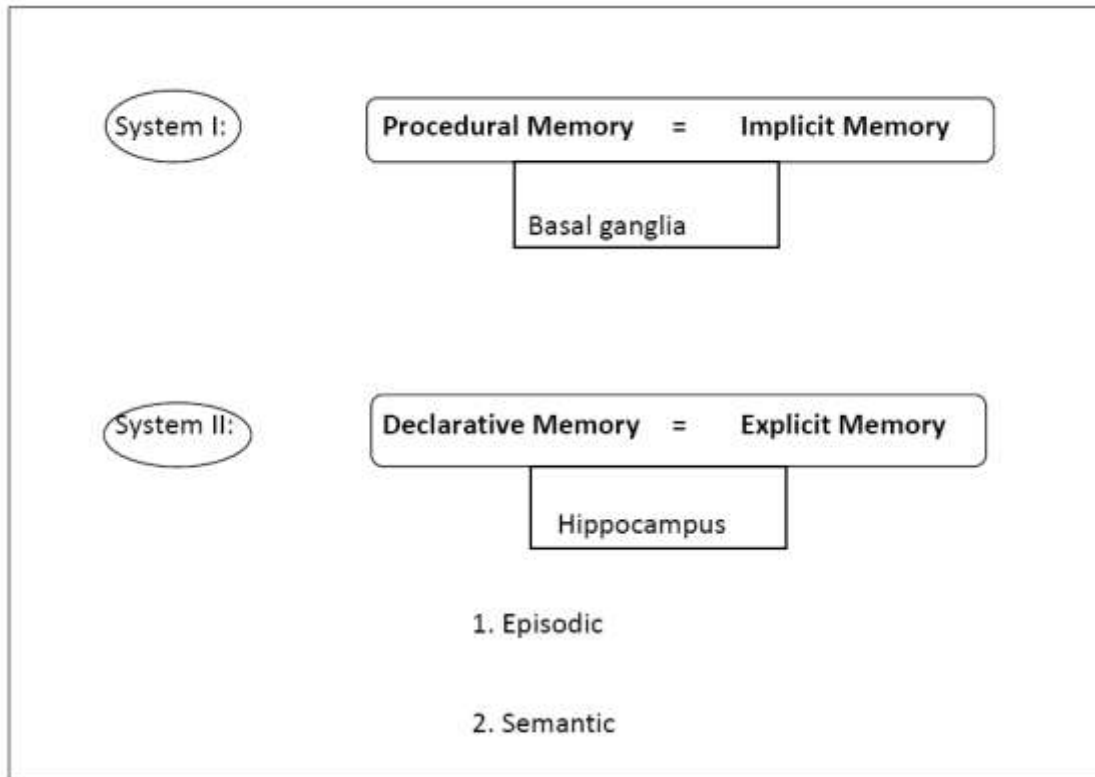 System I: Procedural Memory = Implicit Memory
Basal ganglia
System II: Declarative Memory = Explicit Memory
Hippocampus
1. Episodic
2. Semantic